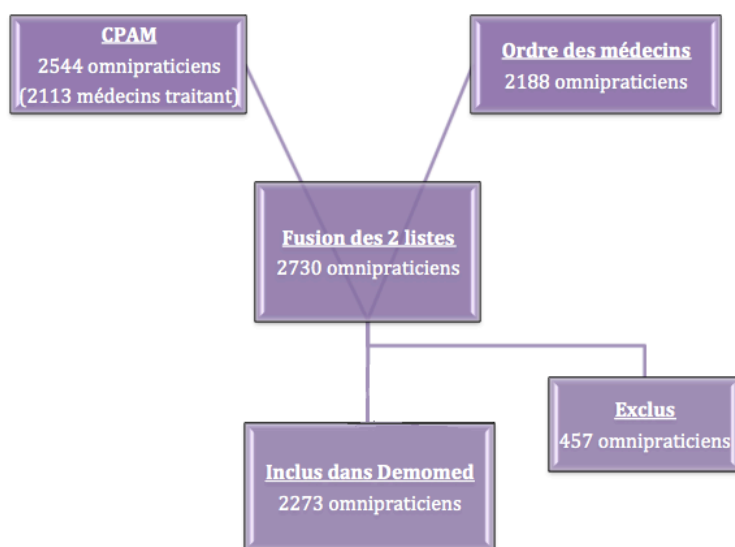 CPAM
2544 omnipraticiens
(2113 médecins traitant)
Ordre des médecins
2188 omnipraticiens
Fusion des 2 listes
2730 omnipraticiens
Exclus
457 omnipraticiens
Inclus dans Demomed
2273 omnipraticiens